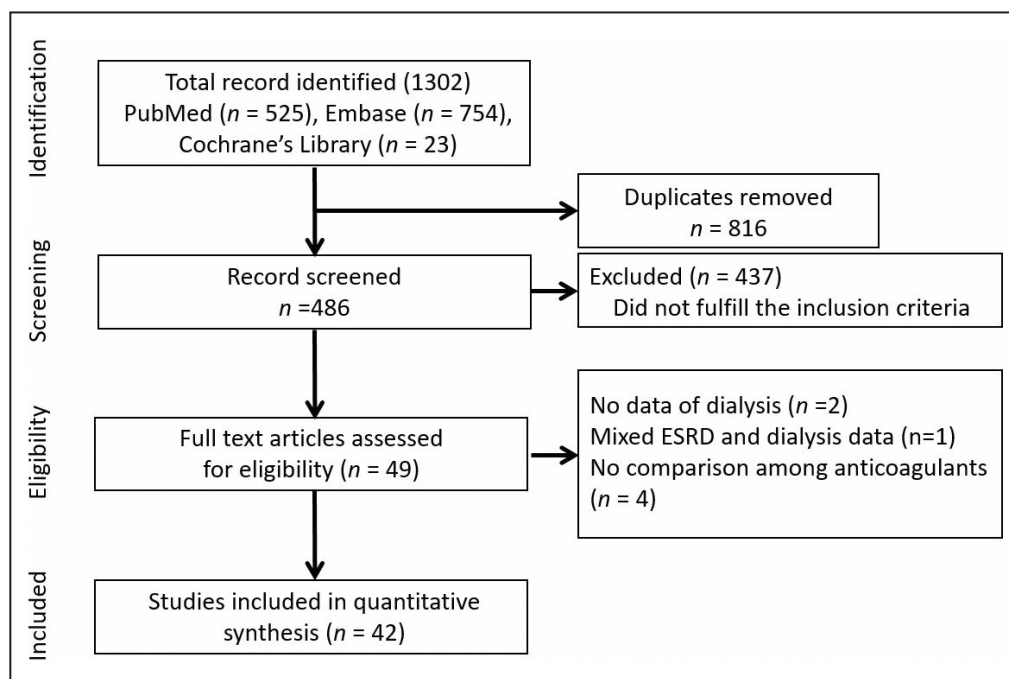 Identification
Total record identified (1302)
PubMed (n = 525), Embase (n = 754),
Cochrane's Library (n = 23)
Duplicates removed
n = 816
Screening
Record screened
n =486
Excluded (n = 437)
Did not fulfill the inclusion criteria
Eligibility
Full text articles assessed
for eligibility (n = 49)
No data of dialysis (n =2)
Mixed ESRD and dialysis data (n=1)
No comparison among anticoagulants
(n = 4)
Included
Studies included in quantitative
synthesis (n = 42)